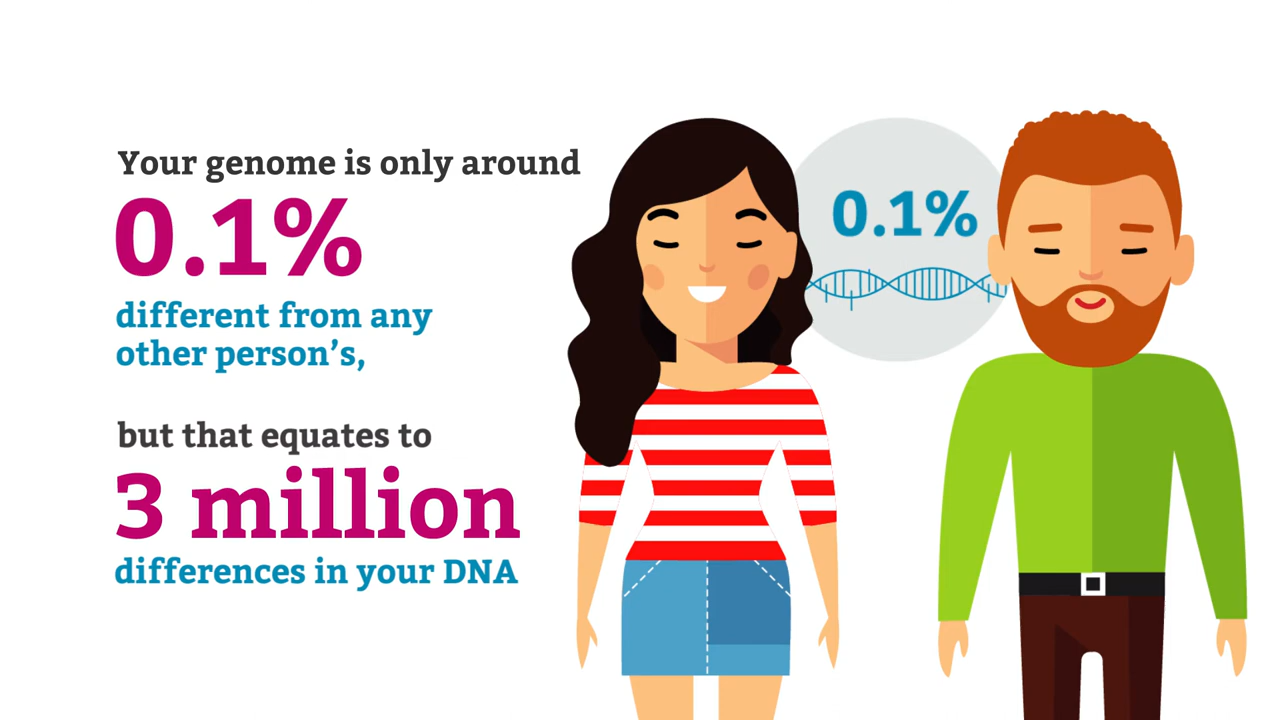 Your genome is only around
0.1%
different from any
other person’s,
but that equates to
3 million
differences in your DNA
0.1%